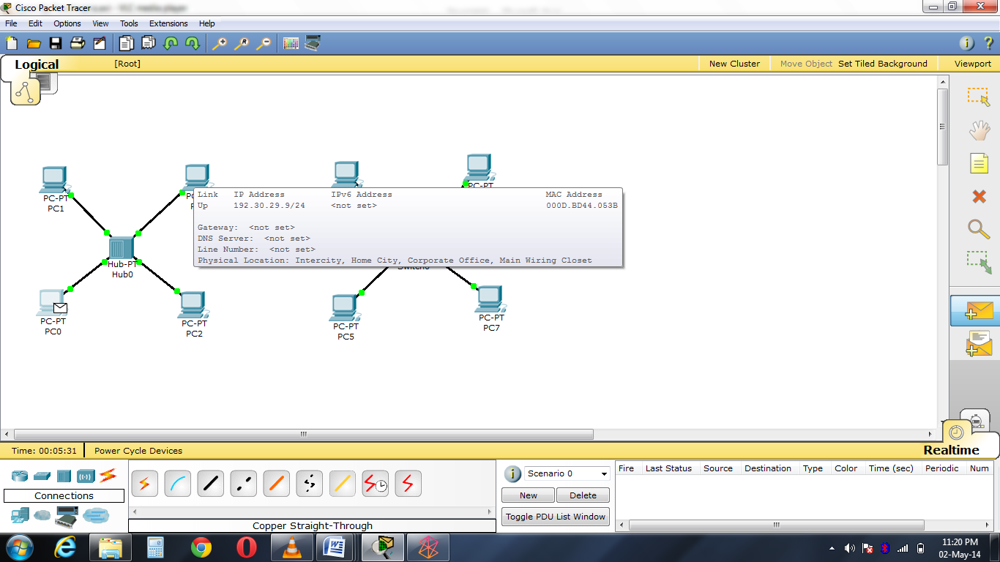 Cisco Packet Tracer
File Edit Options View Tools Extensions Help
Logical [Root] New Cluster Move Object Set Tiled Background Viewport
PC-PT
PC1
PC-PT
Link IP Address IPv6 Address MAC Address
Up 192.30.29.9/24 <not set> 000D.BD44.053B
Gateway: <not set>
DNS Server: <not set>
Line Number: <not set>
Physical Location: Intercity, Home City, Corporate Office, Main Wiring Closet
Hub-PT
Hub0
Switch0
PC-PT
PC0
PC-PT
PC2
PC-PT
PC5
PC-PT
PC7
Time: 00:05:31 Power Cycle Devices Realtime
Connections
Copper Straight-Through
Scenario 0
New Delete
Toggle PDU List Window
Fire Last Status Source Destination Type Color Time (sec) Periodic Num
11:20 PM
02-May-14